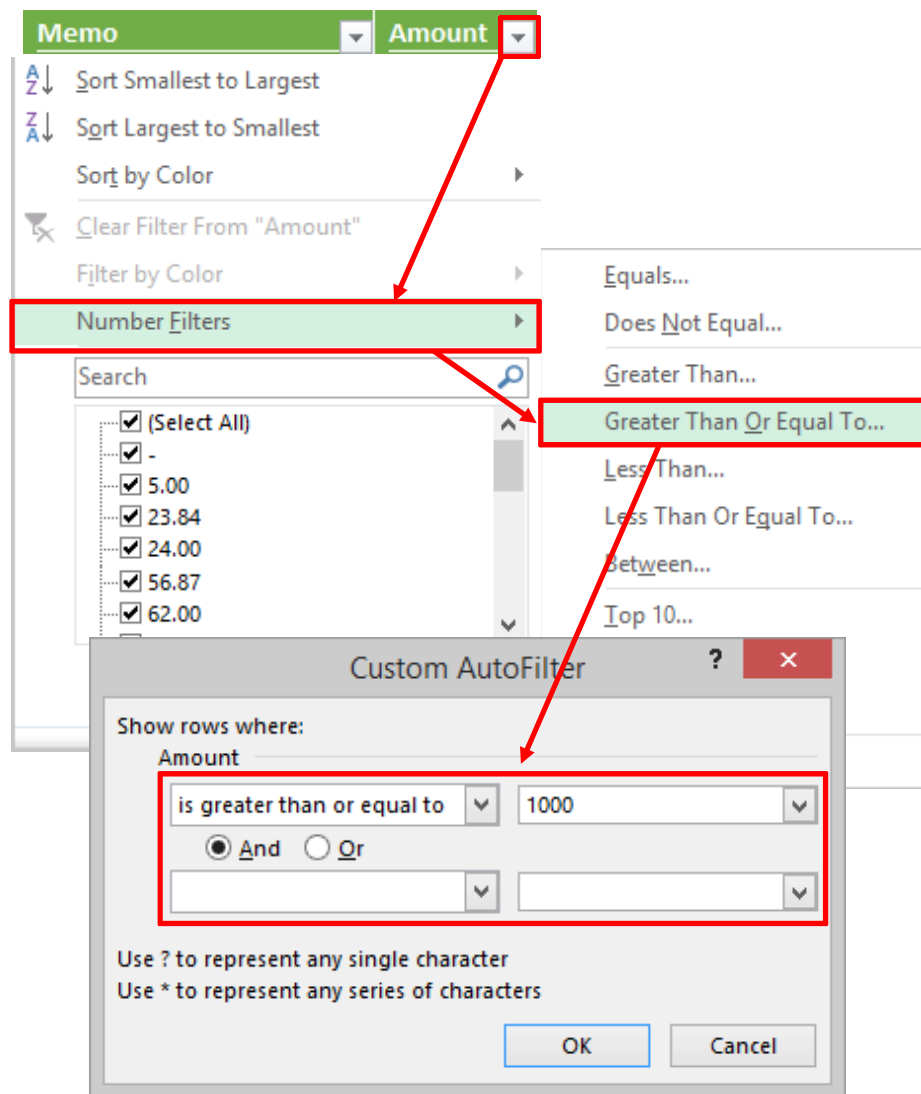 Memo Amount
Sort Smallest to Largest
Sort Largest to Smallest
Sort by Color
Clear Filter From "Amount"
Filter by Color
Number Filters
Search
(Select All)
-
5.00
23.84
24.00
56.87
62.00
Equals...
Does Not Equal...
Greater Than...
Greater Than Or Equal To...
Less Than...
Less Than Or Equal To...
Between...
Top 10...
Custom AutoFilter ?
Show rows where:
Amount
is greater than or equal to 1000
And Or
Use ? to represent any single character
Use * to represent any series of characters
OK Cancel